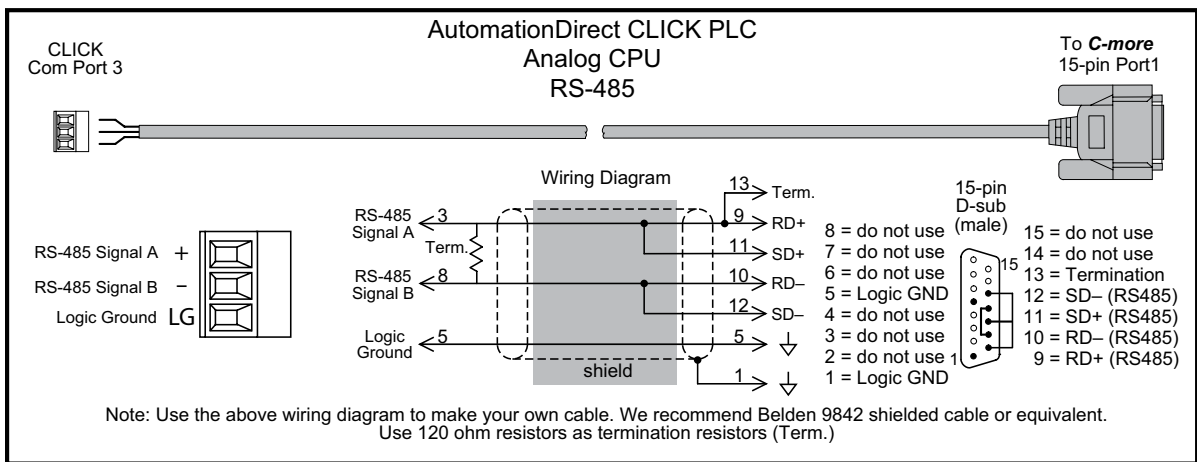 AutomationDirect CLICK PLC
Analog CPU
RS-485
CLICK
Com Port 3
To C-more
15-pin Port1
Wiring Diagram
RS-485 Signal A +
RS-485 Signal B –
Logic Ground LG
RS-485
Signal A
3
Term.
RS-485
Signal B
8
Logic
Ground
5
shield
13 Term.
9 RD+
11 SD+
10 RD–
12 SD–
5
1
8 = do not use
7 = do not use
6 = do not use
5 = Logic GND
4 = do not use
3 = do not use
2 = do not use
1 = Logic GND
15-pin
D-sub
(male)
15
1
15 = do not use
14 = do not use
13 = Termination
12 = SD– (RS485)
11 = SD+ (RS485)
10 = RD– (RS485)
9 = RD+ (RS485)
Note: Use the above wiring diagram to make your own cable. We recommend Belden 9842 shielded cable or equivalent.
Use 120 ohm resistors as termination resistors (Term.)